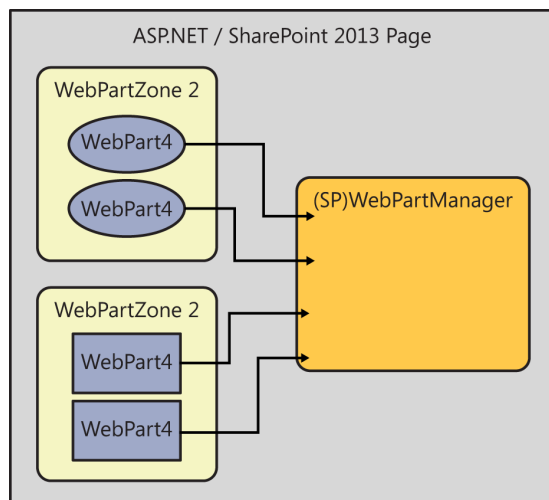 ASP.NET / SharePoint 2013 Page
WebPartZone 2
WebPart4
WebPart4
(SP)WebPartManager
WebPartZone 2
WebPart4
WebPart4